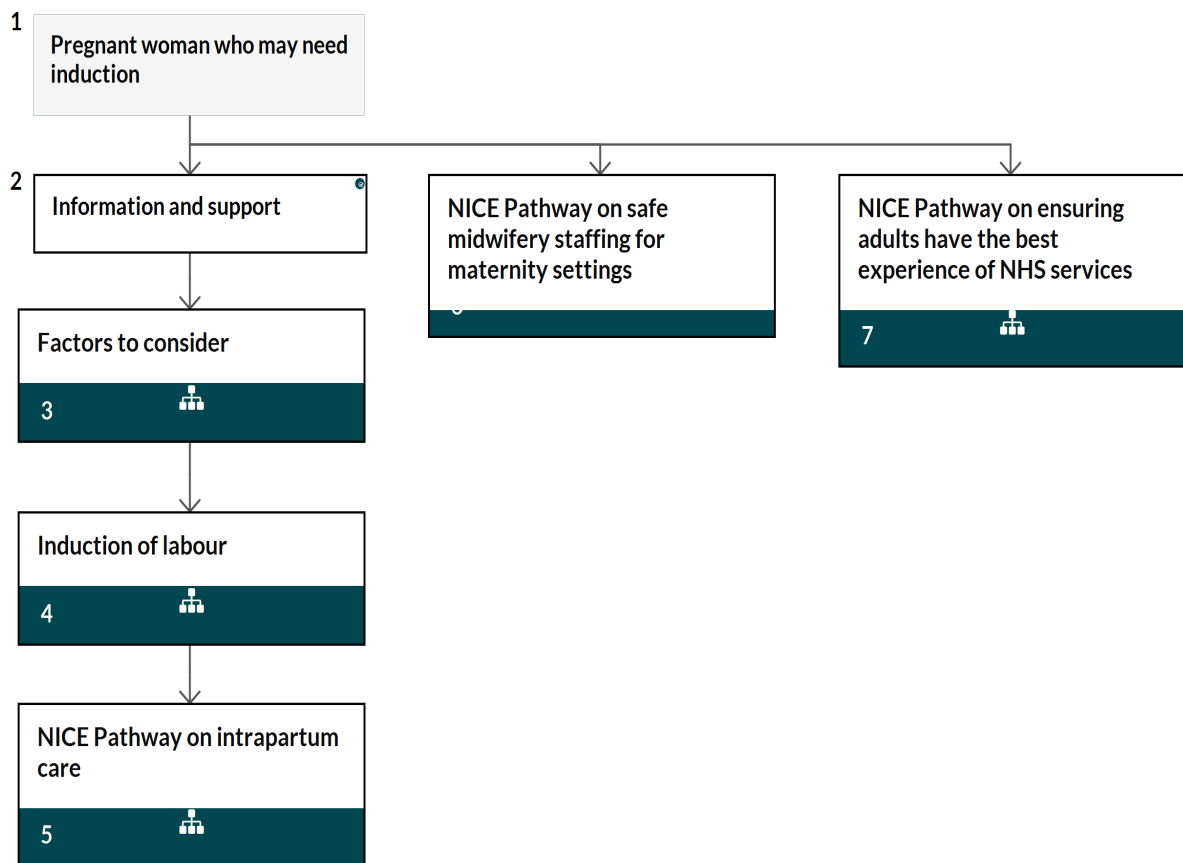 1
Pregnant woman who may need
induction
2
Information and support
NICE Pathway on safe
midwifery staffing for
maternity settings
NICE Pathway on ensuring
adults have the best
experience of NHS services
7
Factors to consider
3
Induction of labour
4
NICE Pathway on intrapartum
care
5